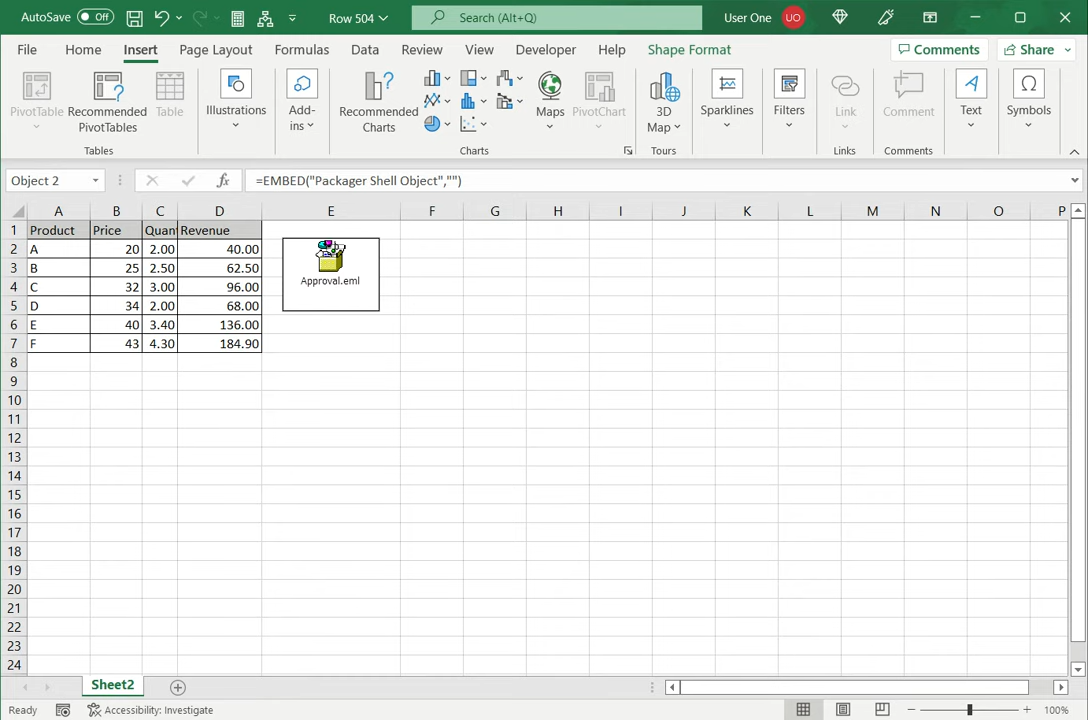 AutoSave Off Row 504 Search (Alt+Q) User One UO
File Home Insert Page Layout Formulas Data Review View Developer Help Shape Format Comments Share
PivotTable Recommended PivotTables Table Illustrations Add-ins Recommended Charts Maps PivotChart 3D Map Sparklines Filters Link Comment Text Symbols
Tables Charts Tours Links Comments
Object 2 fx =EMBED("Packager Shell Object","")
A B C D E F G H I J K L M N O P
1 Product Price Quant Revenue
2 A 20 2.00 40.00
3 B 25 2.50 62.50
Approval.eml
4 C 32 3.00 96.00
5 D 34 2.00 68.00
6 E 40 3.40 136.00
7 F 43 4.30 184.90
8
9
10
11
12
13
14
15
16
17
18
19
20
21
22
23
24
Sheet2
Ready Accessibility: Investigate 100%